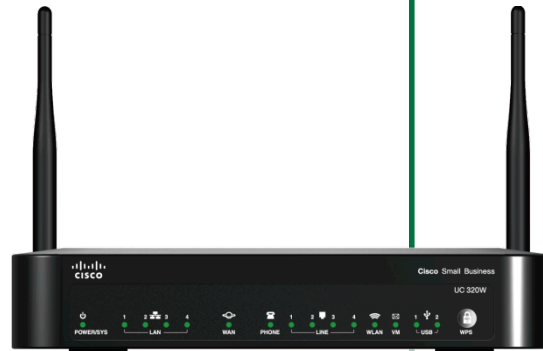 CISCO
Cisco Small Business
UC 320W
1 2 3 4 1 2 3 4 1 2
POWER/SYS LAN WAN PHONE LINE WLAN VM USB WPS